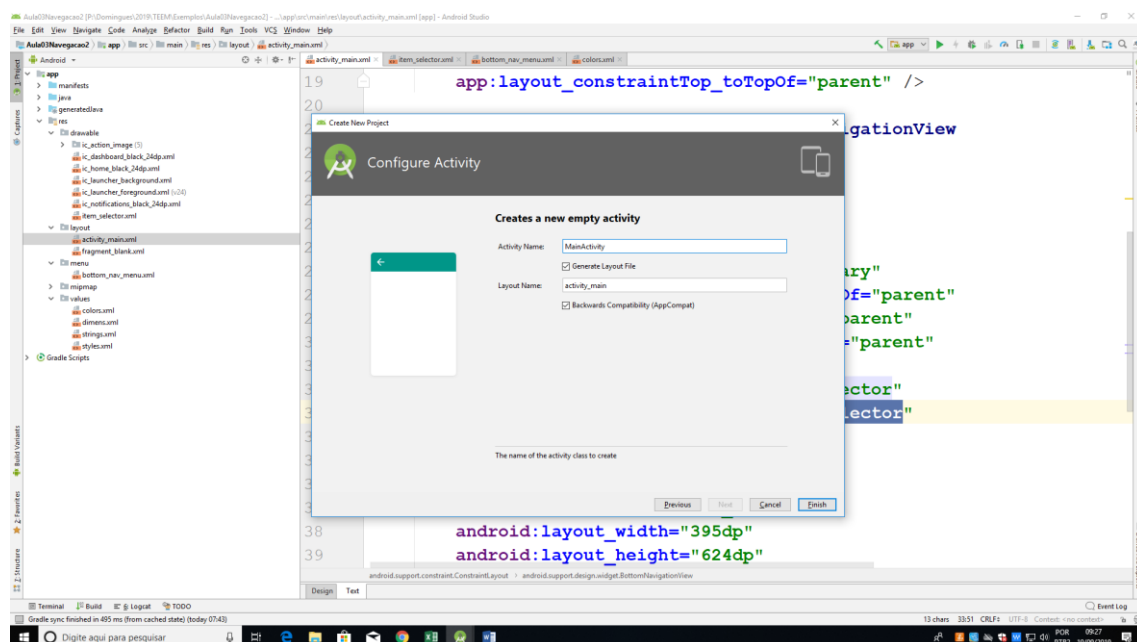 Aula03Navegacao2 [P:\Domingues\2019\TEEM\Exemplos\Aula03Navegacao2] - ...\app\src\main\res\layout\activity_main.xml [app] - Android Studio
File Edit View Navigate Code Analyze Refactor Build Run Tools VCS Window Help
Aula03Navegacao2 app src main res layout activity_main.xml
app
Android
activity_main.xml item_selector.xml bottom_nav_menu.xml colors.xml
1: Project
Captures
Build Variants
2: Favorites
Z: Structure
app
manifests
java
generatedJava
res
drawable
ic_action_image (5)
ic_dashboard_black_24dp.xml
ic_home_black_24dp.xml
ic_launcher_background.xml
ic_launcher_foreground.xml (v24)
ic_notifications_black_24dp.xml
item_selector.xml
layout
activity_main.xml
fragment_blank.xml
menu
bottom_nav_menu.xml
mipmap
values
colors.xml
dimens.xml
strings.xml
styles.xml
Gradle Scripts
19 app:layout_constraintTop_toTopOf="parent" />
20
igationView
ary"
Of="parent"
parent"
="parent"
ector"
lector"
Create New Project
Configure Activity
Creates a new empty activity
Activity Name: MainActivity
Generate Layout File
Layout Name: activity_main
Backwards Compatibility (AppCompat)
The name of the activity class to create
Previous Next Cancel Finish
38 android:layout_width="395dp"
39 android:layout_height="624dp"
android.support.constraint.ConstraintLayout android.support.design.widget.BottomNavigationView
Design Text
Terminal Build 6: Logcat TODO Event Log
Gradle sync finished in 495 ms (from cached state) (today 07:43) 13 chars 33:51 CRLF UTF-8 Context: <no context>
Digite aqui para pesquisar
POR 09:27
PTB2